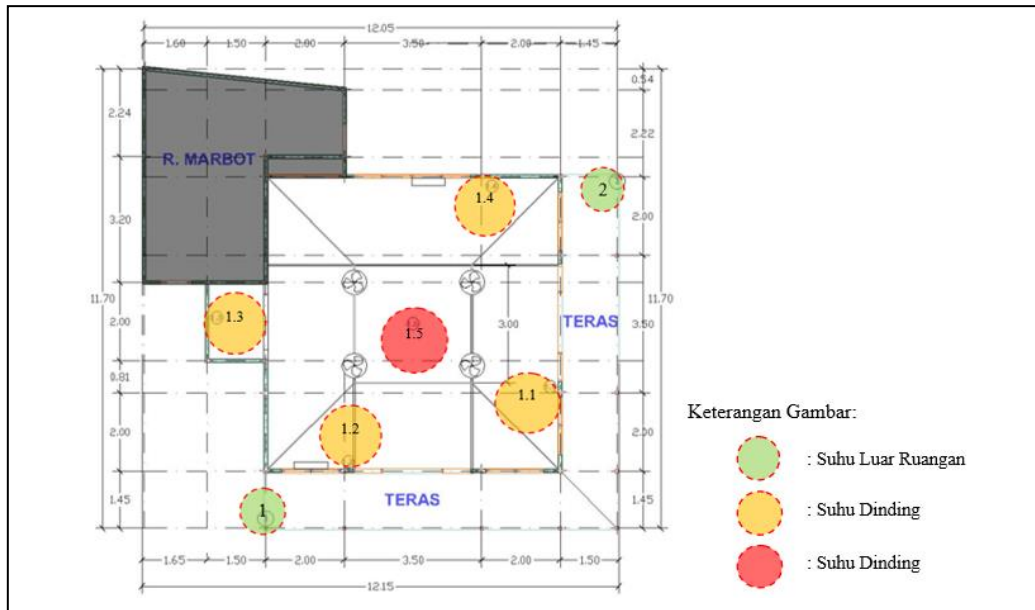 12.05
1.60 1.50 2.00 3.50 2.00 1.45
0.54
2.24
2.22
R. MARBOT
1.4
2
2.00
3.20
11.70
11.70
1.3
2.00
1.5
3.00
TERAS
3.50
0.81
1.1
1.2
2.00
2.00
Keterangan Gambar:
: Suhu Luar Ruangan
1.45
TERAS
1.45
1
: Suhu Dinding
1.65 1.50 2.00 3.50 2.00 1.50
: Suhu Dinding
12.15